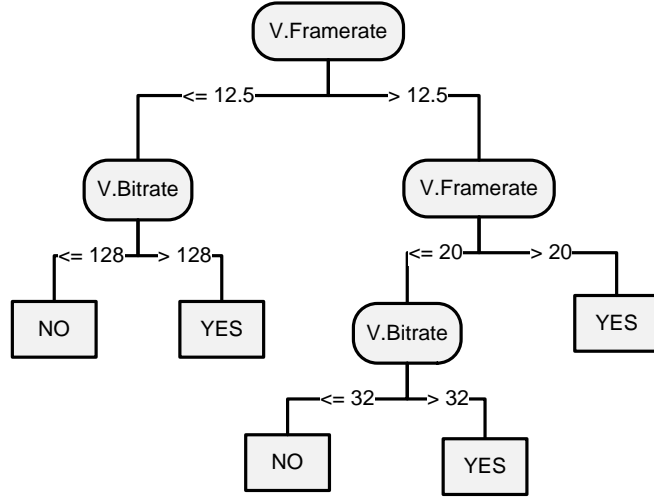 V.Framerate
<= 12.5
> 12.5
V.Bitrate
V.Framerate
<= 128
> 128
<= 20
> 20
NO
YES
V.Bitrate
YES
<= 32
> 32
NO
YES